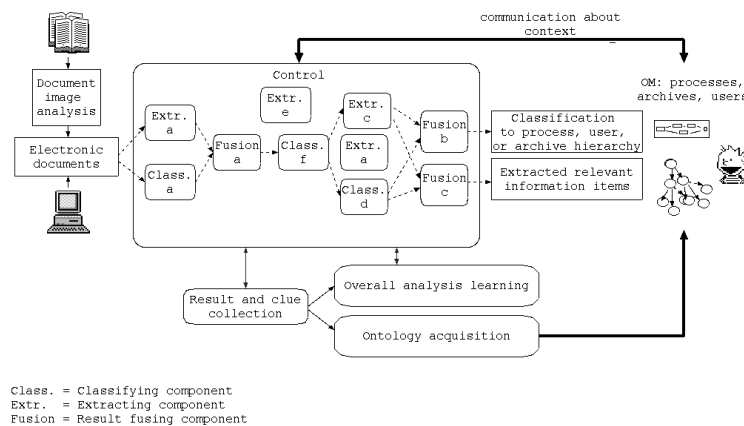 communication about
context
Document
image
analysis
Electronic
documents
Control
Extr.
a
Class.
a
Fusion
a
Extr.
e
Class.
f
Extr.
c
Extr.
a
Class.
d
Fusion
b
Fusion
c
Classification
to process, user,
or archive hierarchy
Extracted relevant
information items
OM: processes,
archives, users
Result and clue
collection
Overall analysis learning
Ontology acquisition
Class. = Classifying component
Extr. = Extracting component
Fusion = Result fusing component